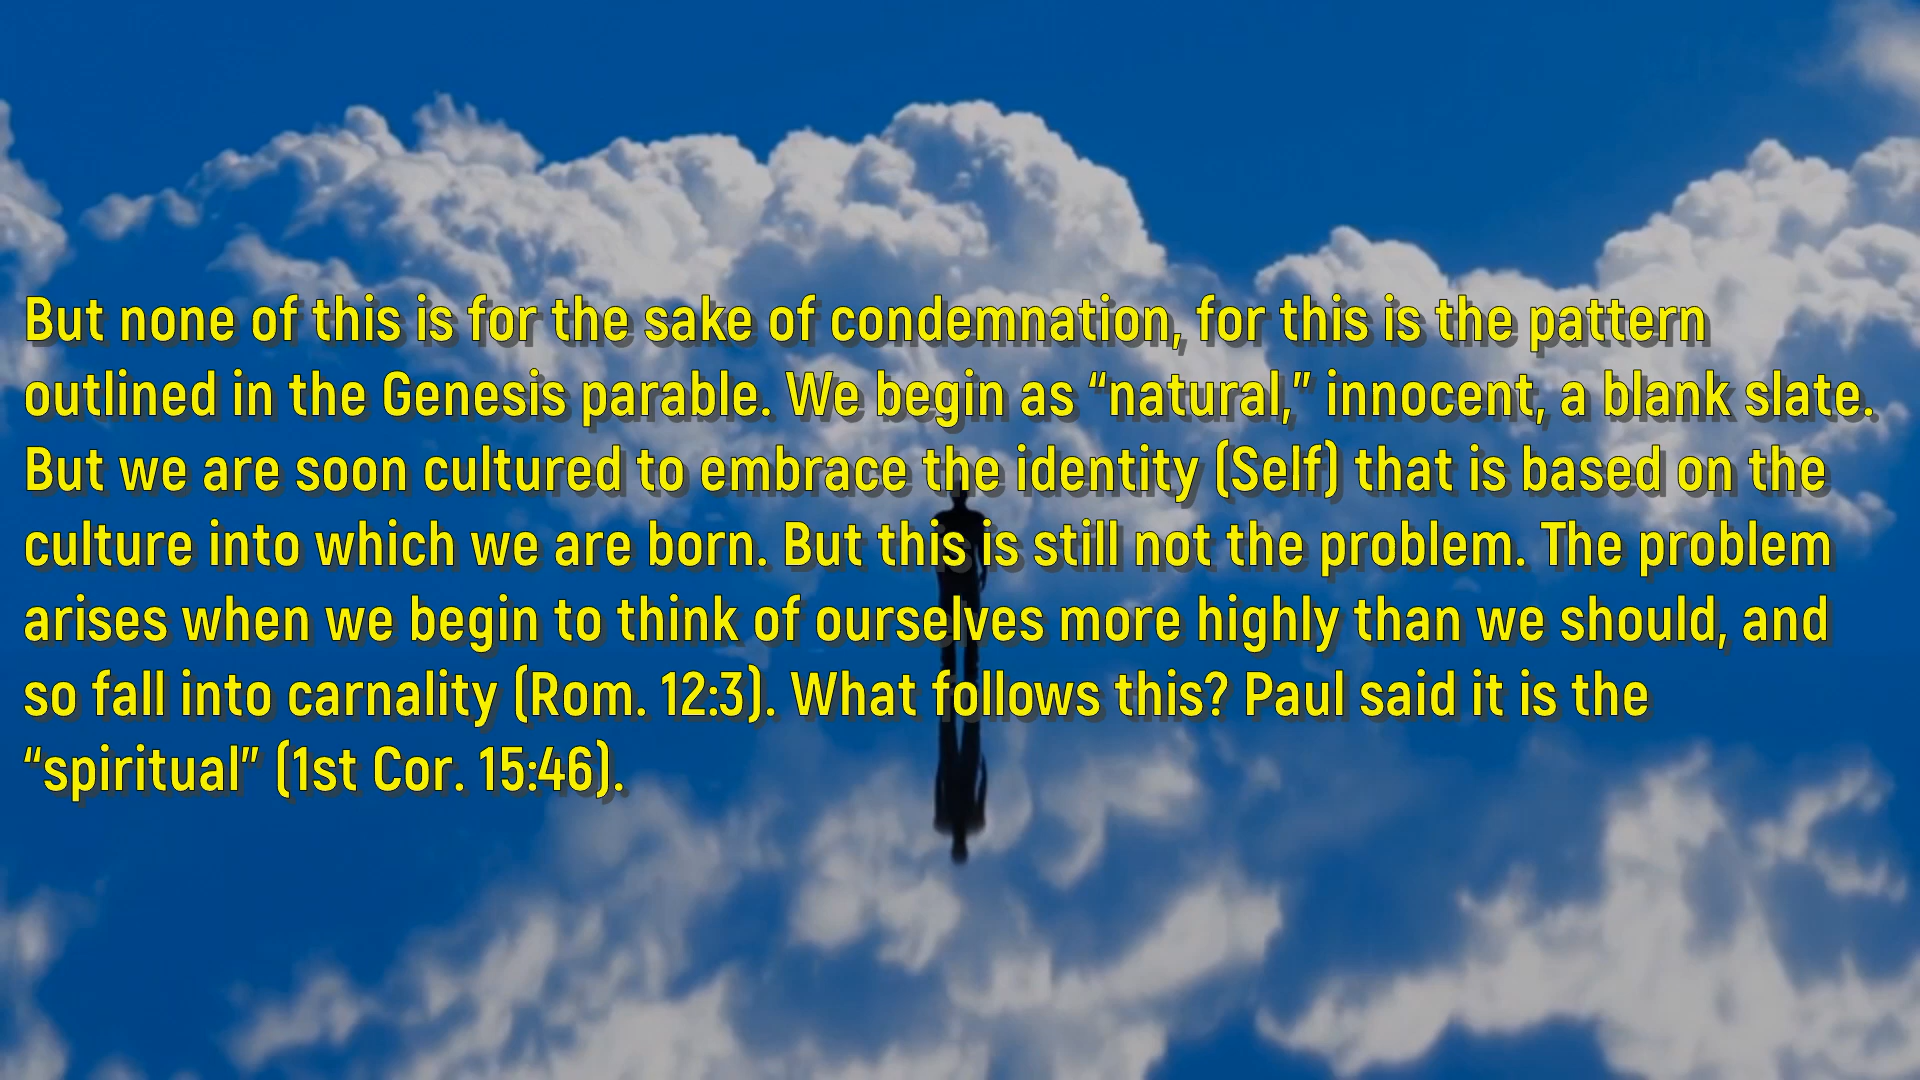 But none of this is for the sake of condemnation, for this is the pattern
outlined in the Genesis parable. We begin as “natural,” innocent, a blank slate.
But we are soon cultured to embrace the identity (Self) that is based on the
culture into which we are born. But this is still not the problem. The problem
arises when we begin to think of ourselves more highly than we should, and
so fall into carnality (Rom. 12:3). What follows this? Paul said it is the
“spiritual” (1st Cor. 15:46).